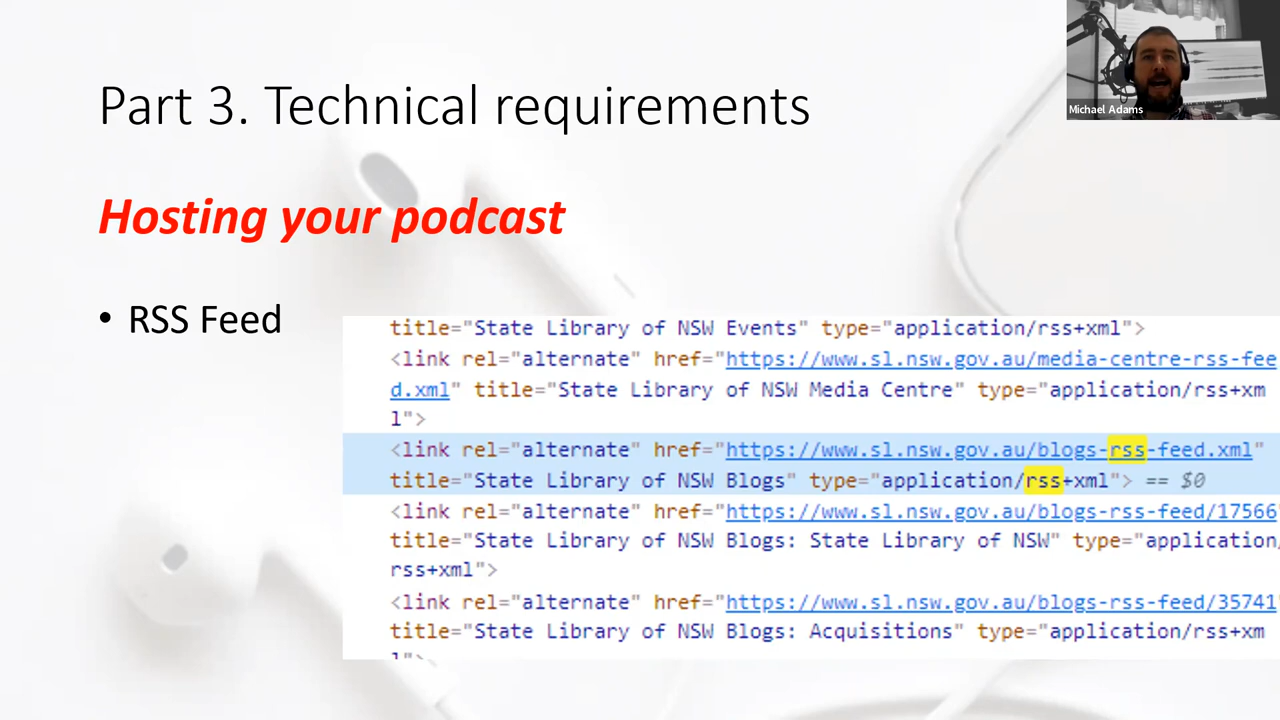 Part 3. Technical requirements
Michael Adams
Hosting your podcast
• RSS Feed
title="State Library of NSW Events" type="application/rss+xml">
<link rel="alternate" href="https://www.sl.nsw.gov.au/media-centre-rss-fee
d.xml" title="State Library of NSW Media Centre" type="application/rss+xm
l">
<link rel="alternate" href="https://www.sl.nsw.gov.au/blogs-rss-feed.xml"
title="State Library of NSW Blogs" type="application/rss+xml"> == $0
<link rel="alternate" href="https://www.sl.nsw.gov.au/blogs-rss-feed/17566"
title="State Library of NSW Blogs: State Library of NSW" type="application/
rss+xml">
<link rel="alternate" href="https://www.sl.nsw.gov.au/blogs-rss-feed/35741"
title="State Library of NSW Blogs: Acquisitions" type="application/rss+xm
l">